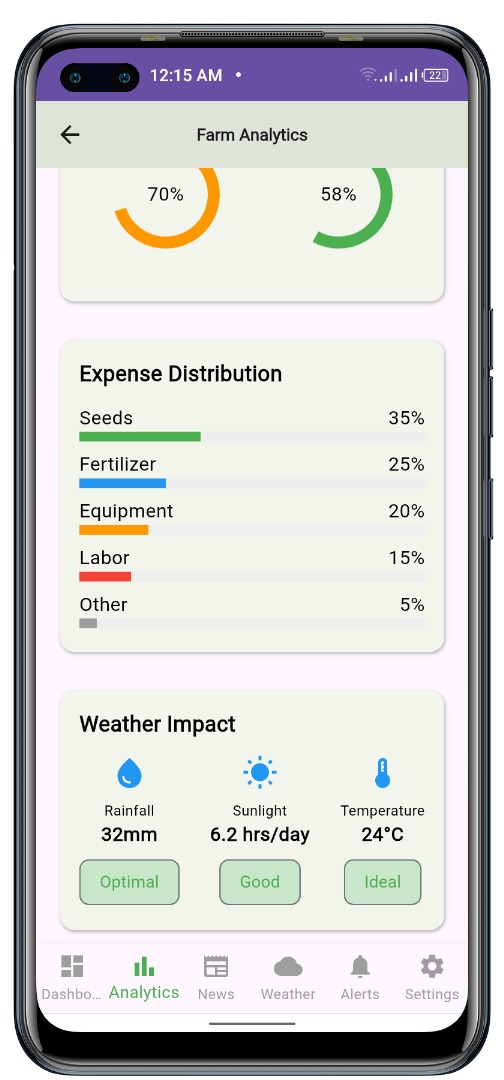 12:15 AM •
22
Farm Analytics
70% 58%
Expense Distribution
Seeds 35%
Fertilizer 25%
Equipment 20%
Labor 15%
Other 5%
Weather Impact
Rainfall Sunlight Temperature
32mm 6.2 hrs/day 24°C
Optimal Good Ideal
Dashbo... Analytics News Weather Alerts Settings